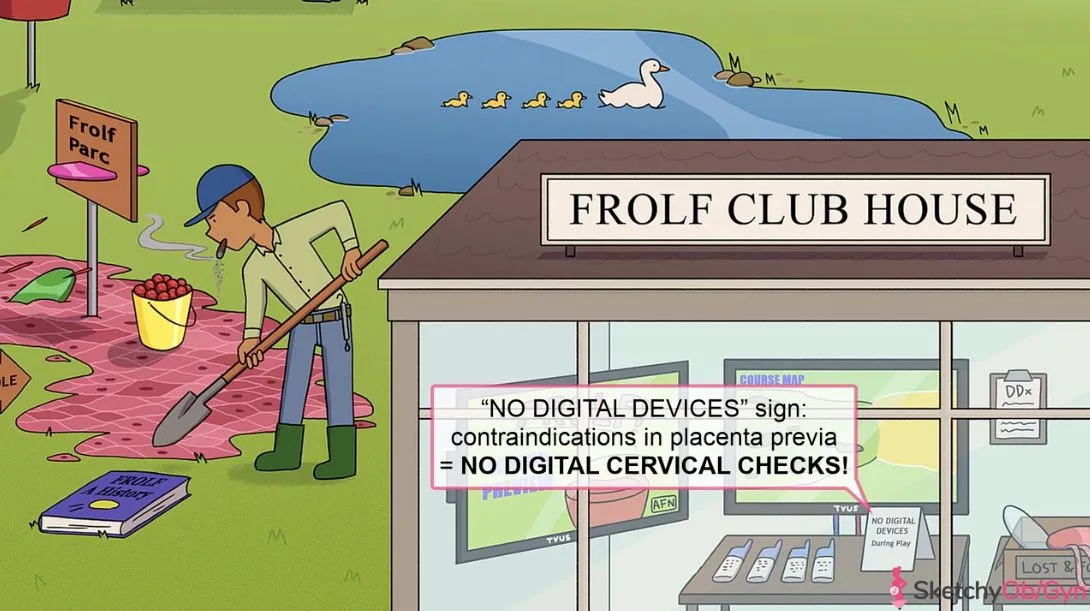 Frolf
Parc
FROLF CLUB HOUSE
COURSE MAP
DDx
“NO DIGITAL DEVICES” sign:
contraindications in placenta previa
= NO DIGITAL CERVICAL CHECKS!
PREVIEW
AFN
TVUS
TVUS
NO DIGITAL
DEVICES
During Play
FROLF
A History
LOST & FO
SketchyOb/Gyn